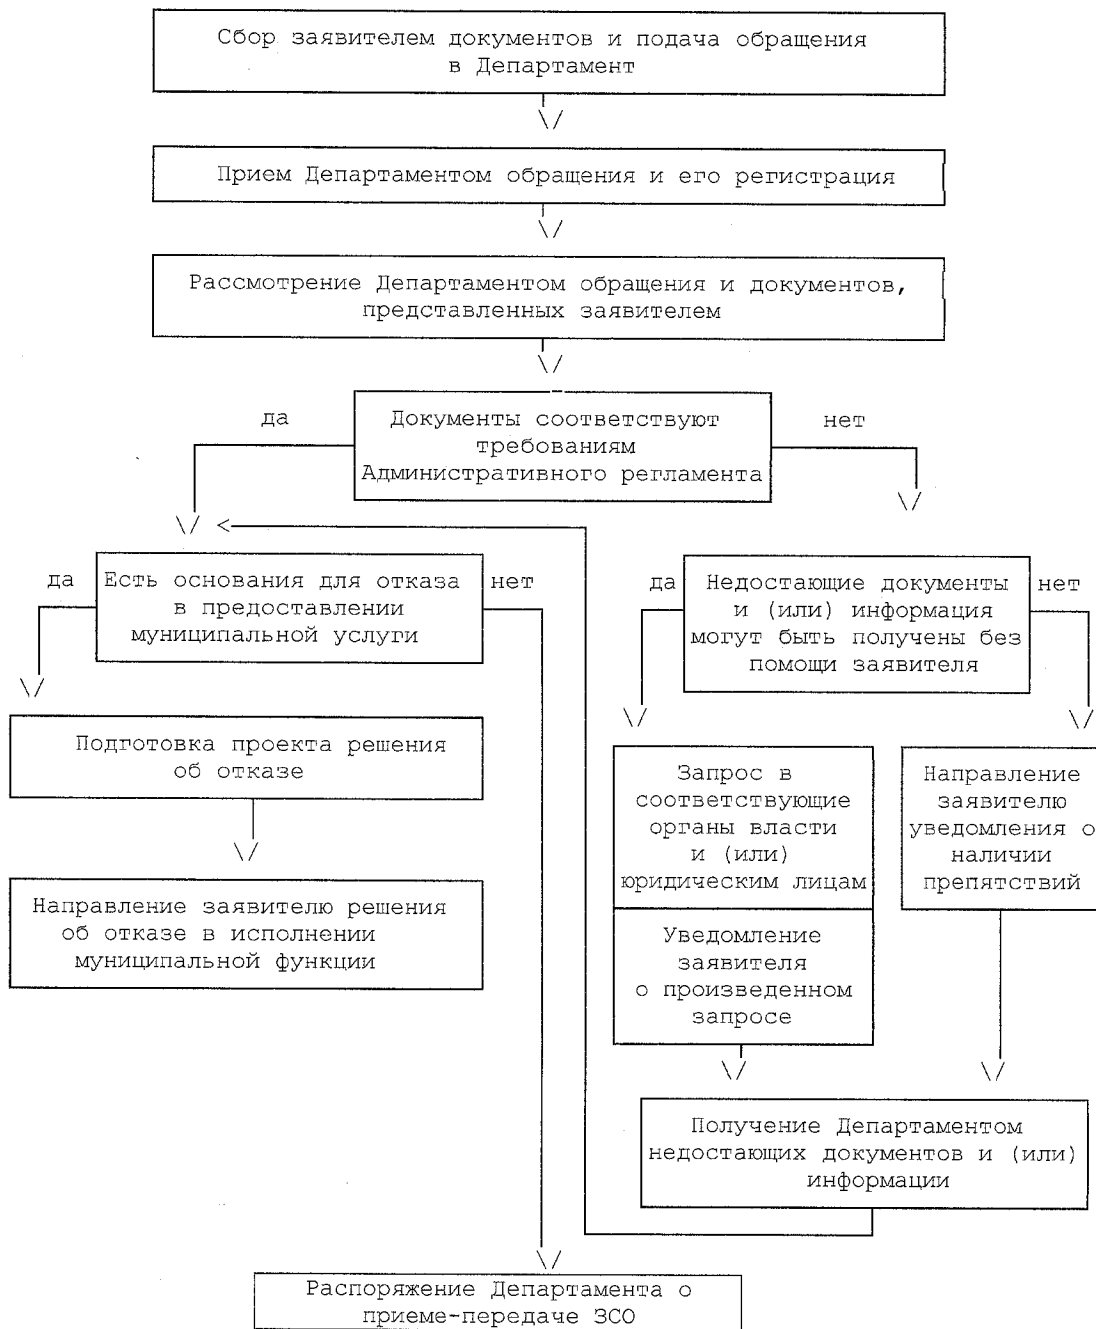 Сбор заявителем документов и подача обращения
в Департамент
\/
Прием Департаментом обращения и его регистрация
\/
Рассмотрение Департаментом обращения и документов,
представленных заявителем
\/
да
Документы соответствуют
требованиям
Административного регламента
нет
\/ <
\/
да
Есть основания для отказа
в предоставлении
муниципальной услуги
нет
да
Недостающие документы
и (или) информация
могут быть получены без
помощи заявителя
нет
\/
\/
\/
Подготовка проекта решения
об отказе
\/
Направление заявителю решения
об отказе в исполнении
муниципальной функции
Запрос в
соответствующие
органы власти
и (или)
юридическим лицам
Уведомление
заявителя
о произведенном
запросе
Направление
заявителю
уведомления о
наличии
препятствий
\/
\/
Получение Департаментом
недостающих документов и (или)
информации
\/
Распоряжение Департамента о
приеме-передаче ЗСО